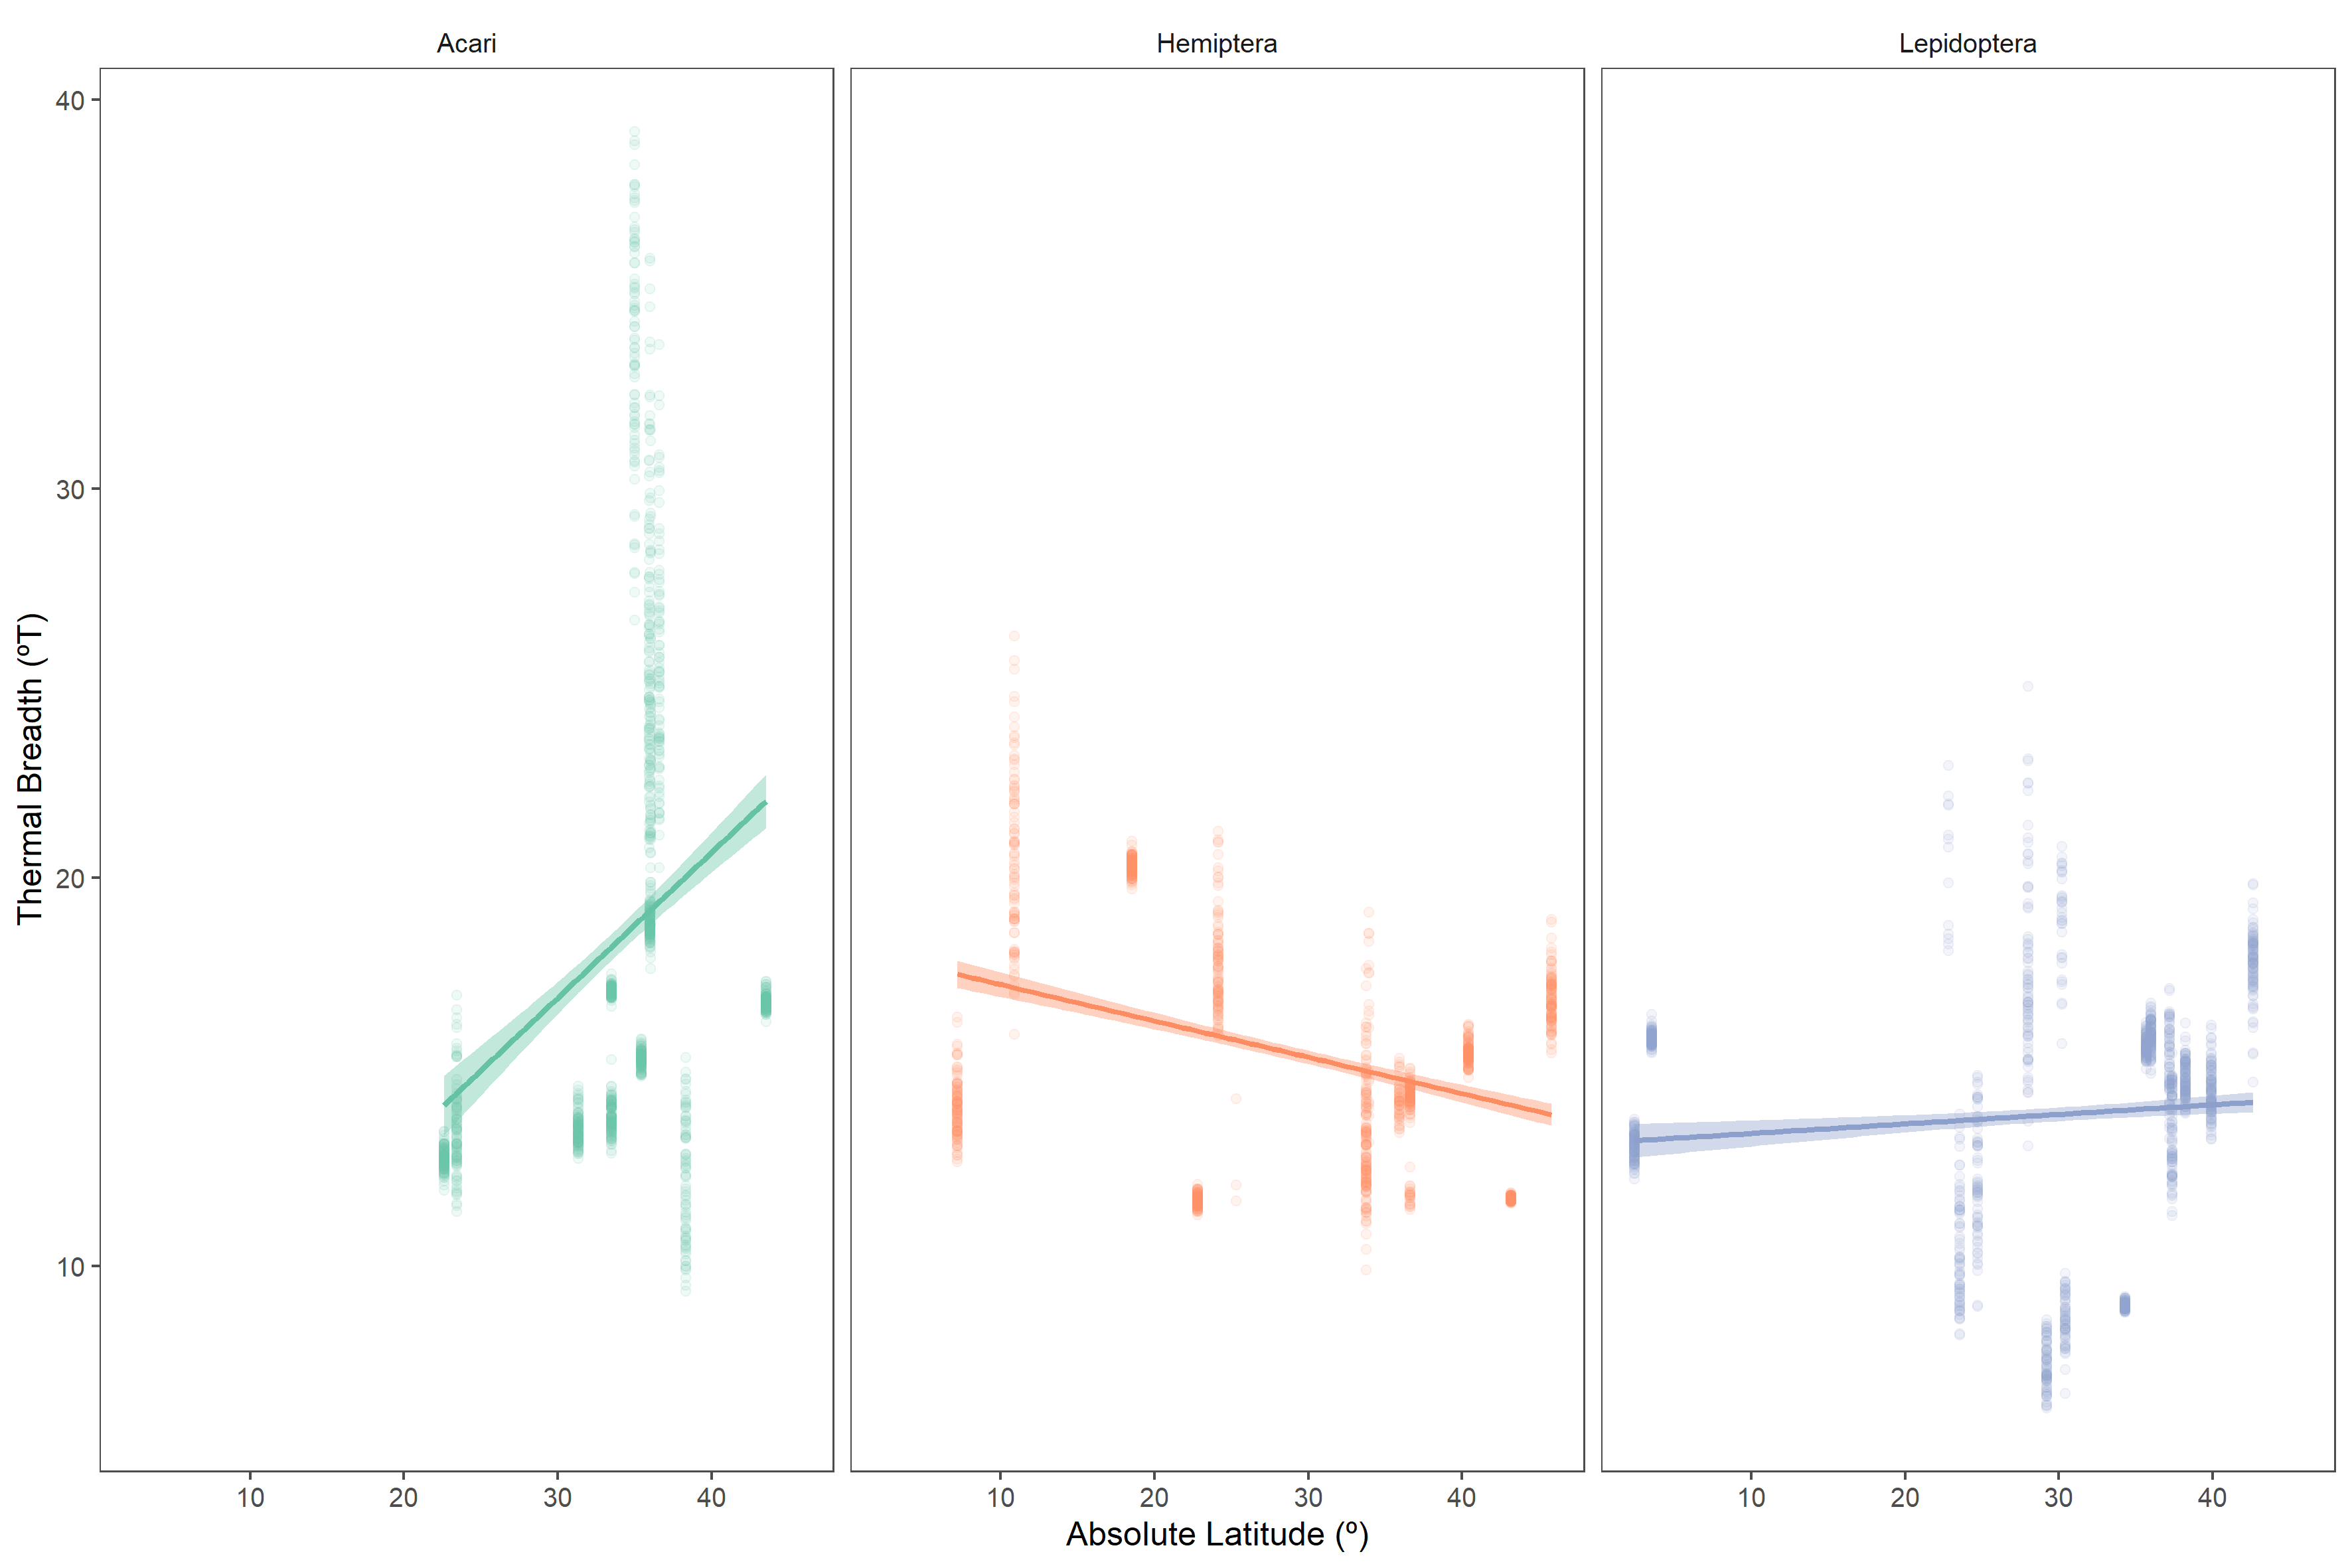 Acari Hemiptera Lepidoptera
40
30
20
10
Thermal Breadth (ºT)
10 20 30 40 10 20 30 40 10 20 30 40
Absolute Latitude (º)